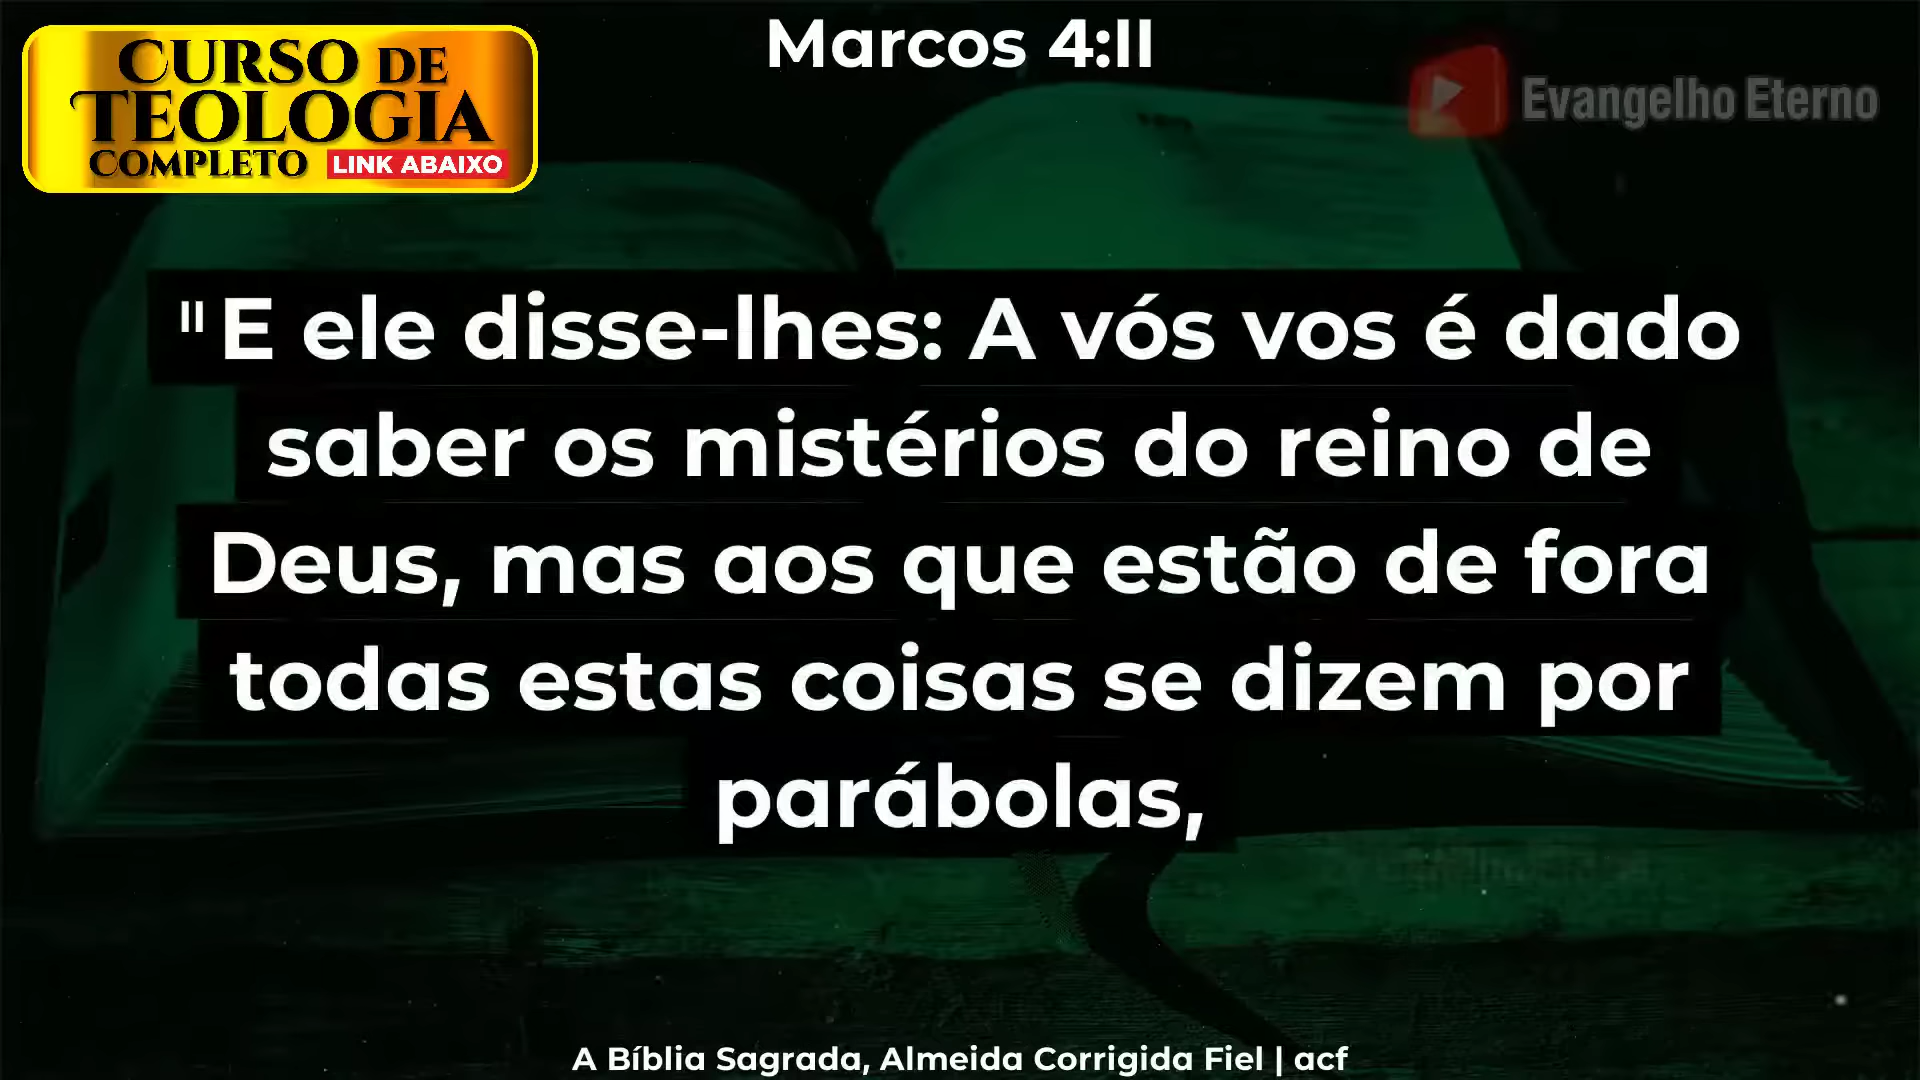 Marcos 4:II
CURSO DE
TEOLOGIA
COMPLETO LINK ABAIXO
Evangelho Eterno
II E ele disse-lhes: A vós vos é dado
saber os mistérios do reino de
Deus, mas aos que estão de fora
todas estas coisas se dizem por
parábolas,
A Bíblia Sagrada, Almeida Corrigida Fiel | acf